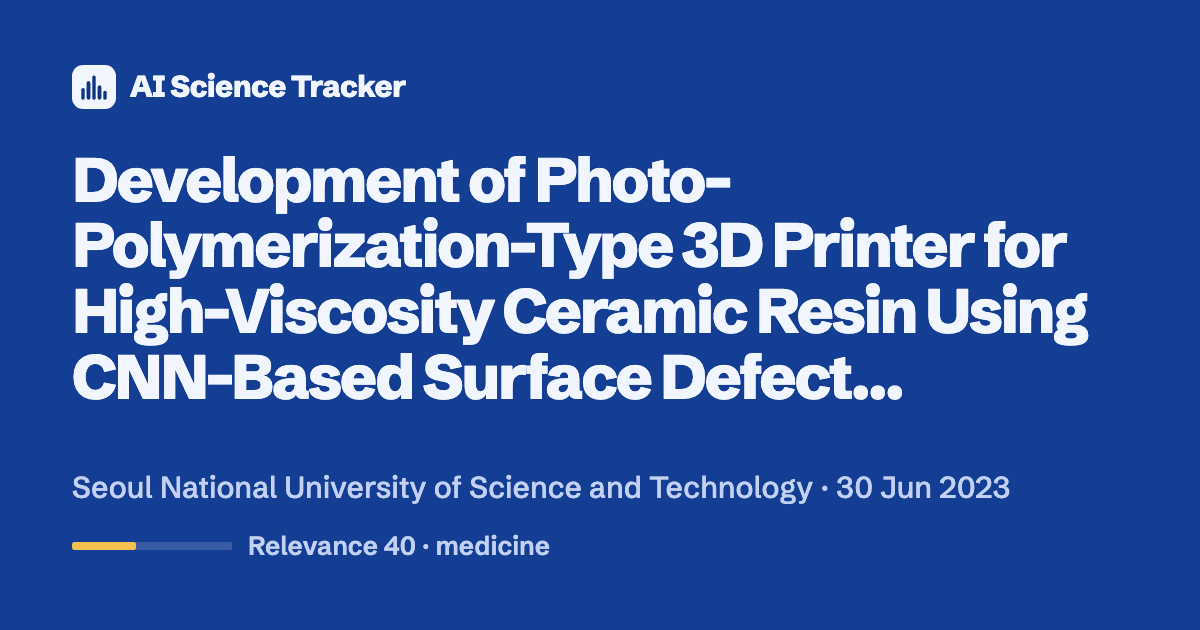 AI Science Tracker
Development of Photo-
Polymerization-Type 3D Printer for
High-Viscosity Ceramic Resin Using
CNN-Based Surface Defect...
Seoul National University of Science and Technology · 30 Jun 2023
Relevance 40 · medicine